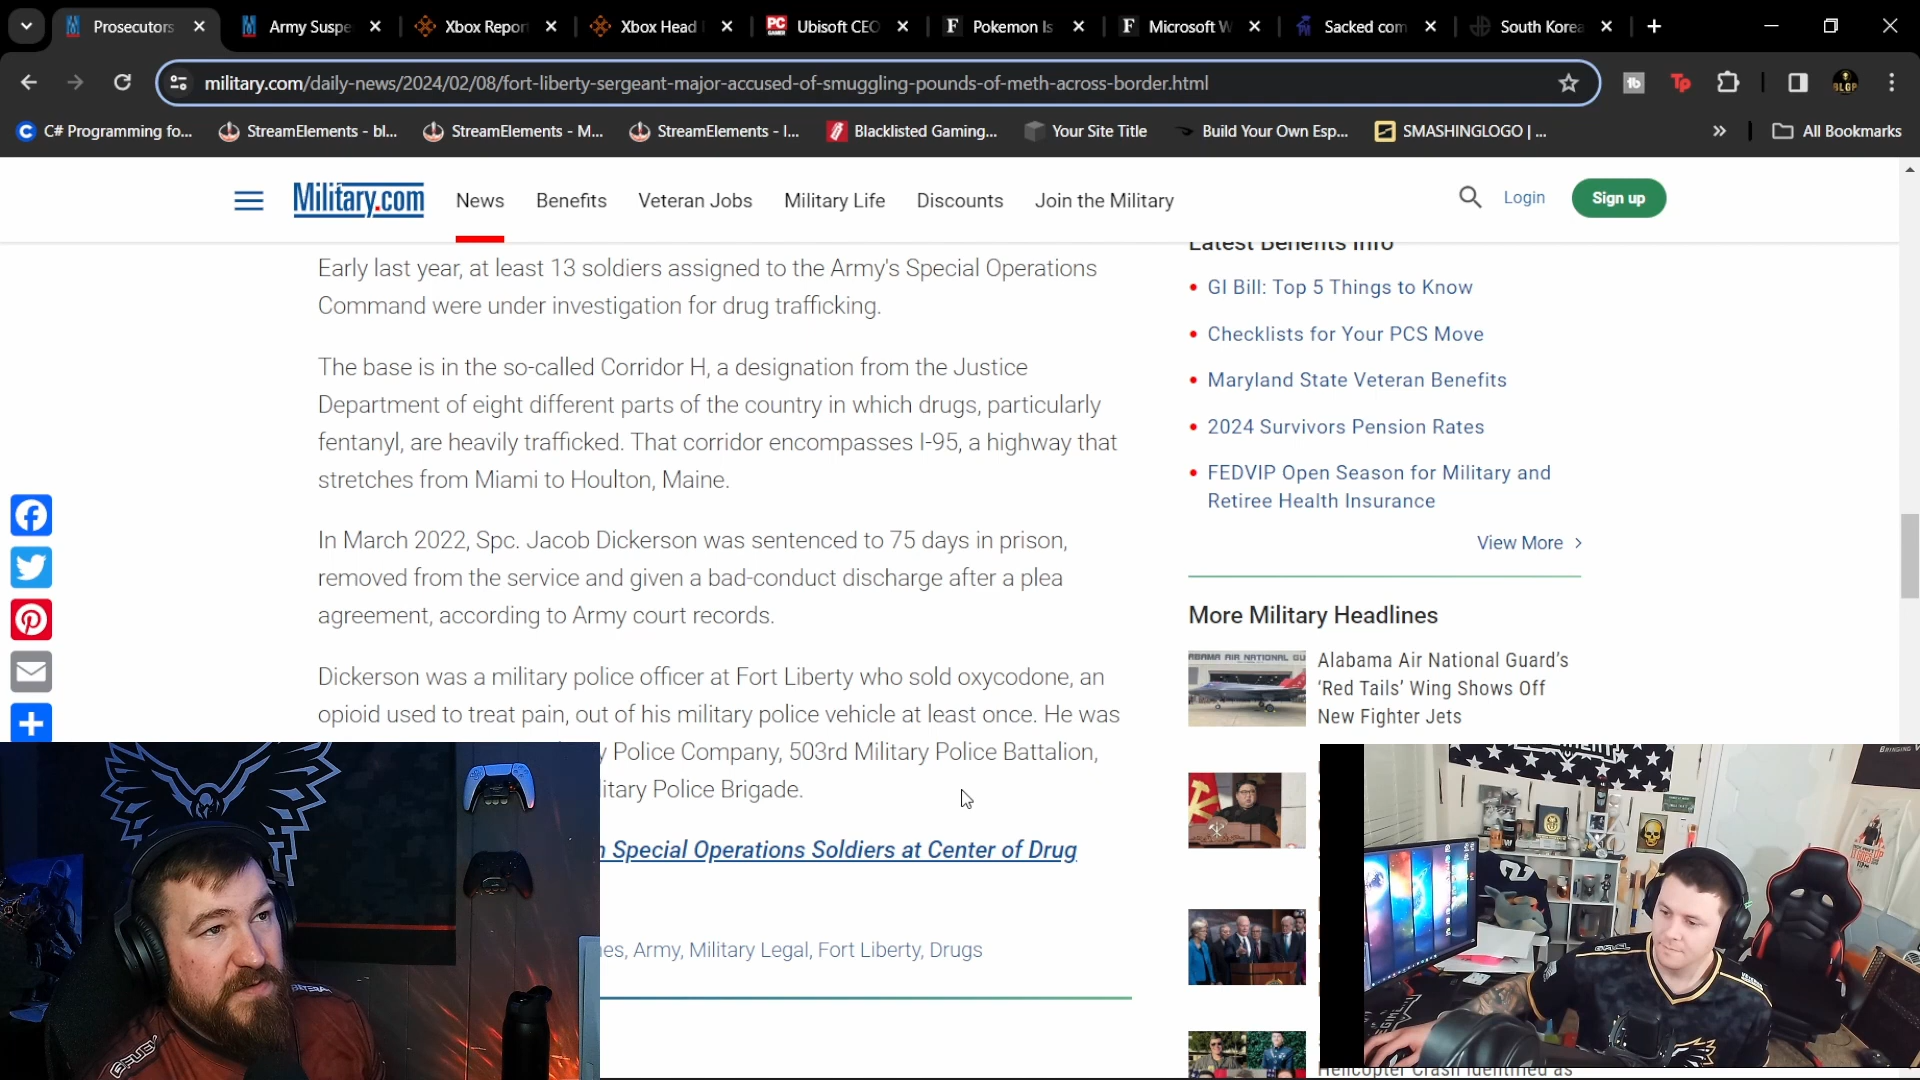 Prosecutors
Army Suspe
Xbox Repor
Xbox Head
Ubisoft CEO
Pokemon Is
Microsoft W
Sacked com
South Korea
military.com/daily-news/2024/02/08/fort-liberty-sergeant-major-accused-of-smuggling-pounds-of-meth-across-border.html
C# Programming fo...
StreamElements - bl...
StreamElements - M...
StreamElements - I...
Blacklisted Gaming...
Your Site Title
Build Your Own Esp...
SMASHINGLOGO | ...
All Bookmarks
Military.com
News
Benefits
Veteran Jobs
Military Life
Discounts
Join the Military
Login
Sign up
Early last year, at least 13 soldiers assigned to the Army's Special Operations
Command were under investigation for drug trafficking.
The base is in the so-called Corridor H, a designation from the Justice
Department of eight different parts of the country in which drugs, particularly
fentanyl, are heavily trafficked. That corridor encompasses I-95, a highway that
stretches from Miami to Houlton, Maine.
In March 2022, Spc. Jacob Dickerson was sentenced to 75 days in prison,
removed from the service and given a bad-conduct discharge after a plea
agreement, according to Army court records.
Dickerson was a military police officer at Fort Liberty who sold oxycodone, an
opioid used to treat pain, out of his military police vehicle at least once. He was
y Police Company, 503rd Military Police Battalion,
litary Police Brigade.
n Special Operations Soldiers at Center of Drug
nes, Army, Military Legal, Fort Liberty, Drugs
Latest Benefits Info
GI Bill: Top 5 Things to Know
Checklists for Your PCS Move
Maryland State Veteran Benefits
2024 Survivors Pension Rates
FEDVIP Open Season for Military and
Retiree Health Insurance
View More
More Military Headlines
Alabama Air National Guard's
'Red Tails' Wing Shows Off
New Fighter Jets
Helicopter Crash Identified as